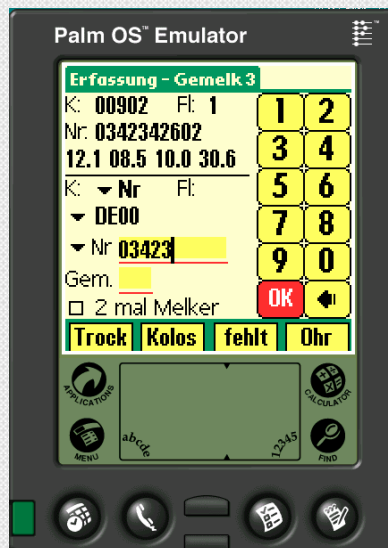 Palm OS™ Emulator
Erfassung - Gemelk 3
K: 00902 Fl: 1
Nr: 0342342602
12.1 08.5 10.0 30.6
K: Nr Fl:
DE00
Nr 03423
Gem.
2 mal Melker
1 2
3 4
5 6
7 8
9 0
OK
Trock Kolos fehlt Ohr
APPLICATIONS
MENU
abcde
12345
CALCULATOR
FIND